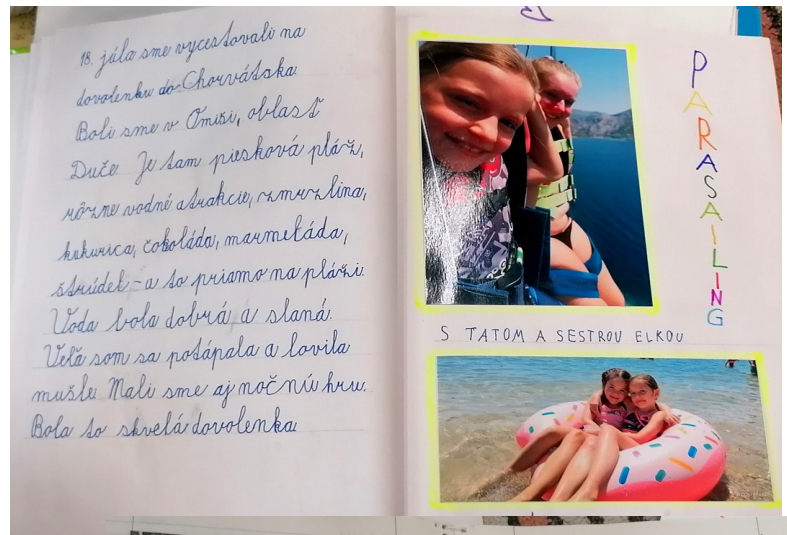 18. júla sme vycestovali na
dovolenku do Chorvátska.
Boli sme v Omiši, oblasť
Duče. Je tam piesková pláž,
rôzne vodné atrakcie, zmrzlina,
kukurica, čokoláda, marmeláda,
štrúdel - a to priamo na pláži.
Voda bola dobrá a slaná.
Veľa som sa potápala a lovila
mušle. Mali sme aj nočnú hru.
Bola to skvelá dovolenka.
PARASAILING
S TATOM A SESTROU ELKOU